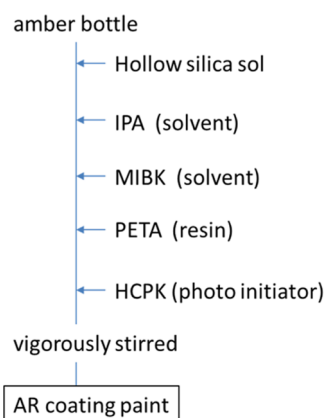 amber bottle
Hollow silica sol
IPA (solvent)
MIBK (solvent)
PETA (resin)
HCPK (photo initiator)
vigorously stirred
AR coating paint